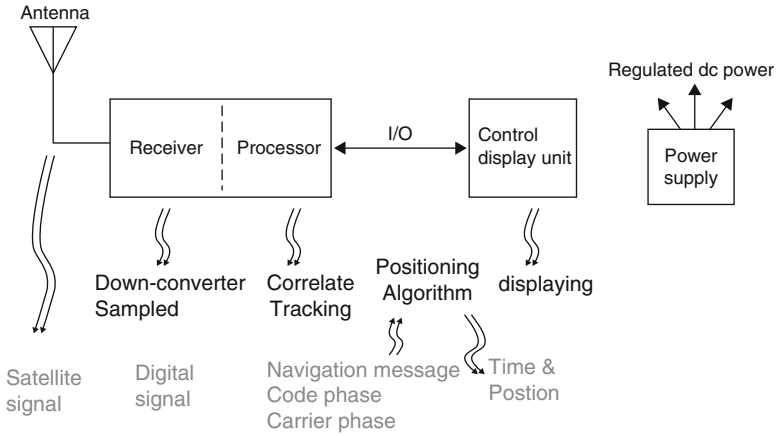 Antenna
Regulated dc power
Receiver
Processor
I/O
Control
display unit
Power
supply
Down-converter
Sampled
Correlate
Tracking
Positioning
Algorithm
displaying
Satellite
signal
Digital
signal
Navigation message
Code phase
Carrier phase
Time &
Postion